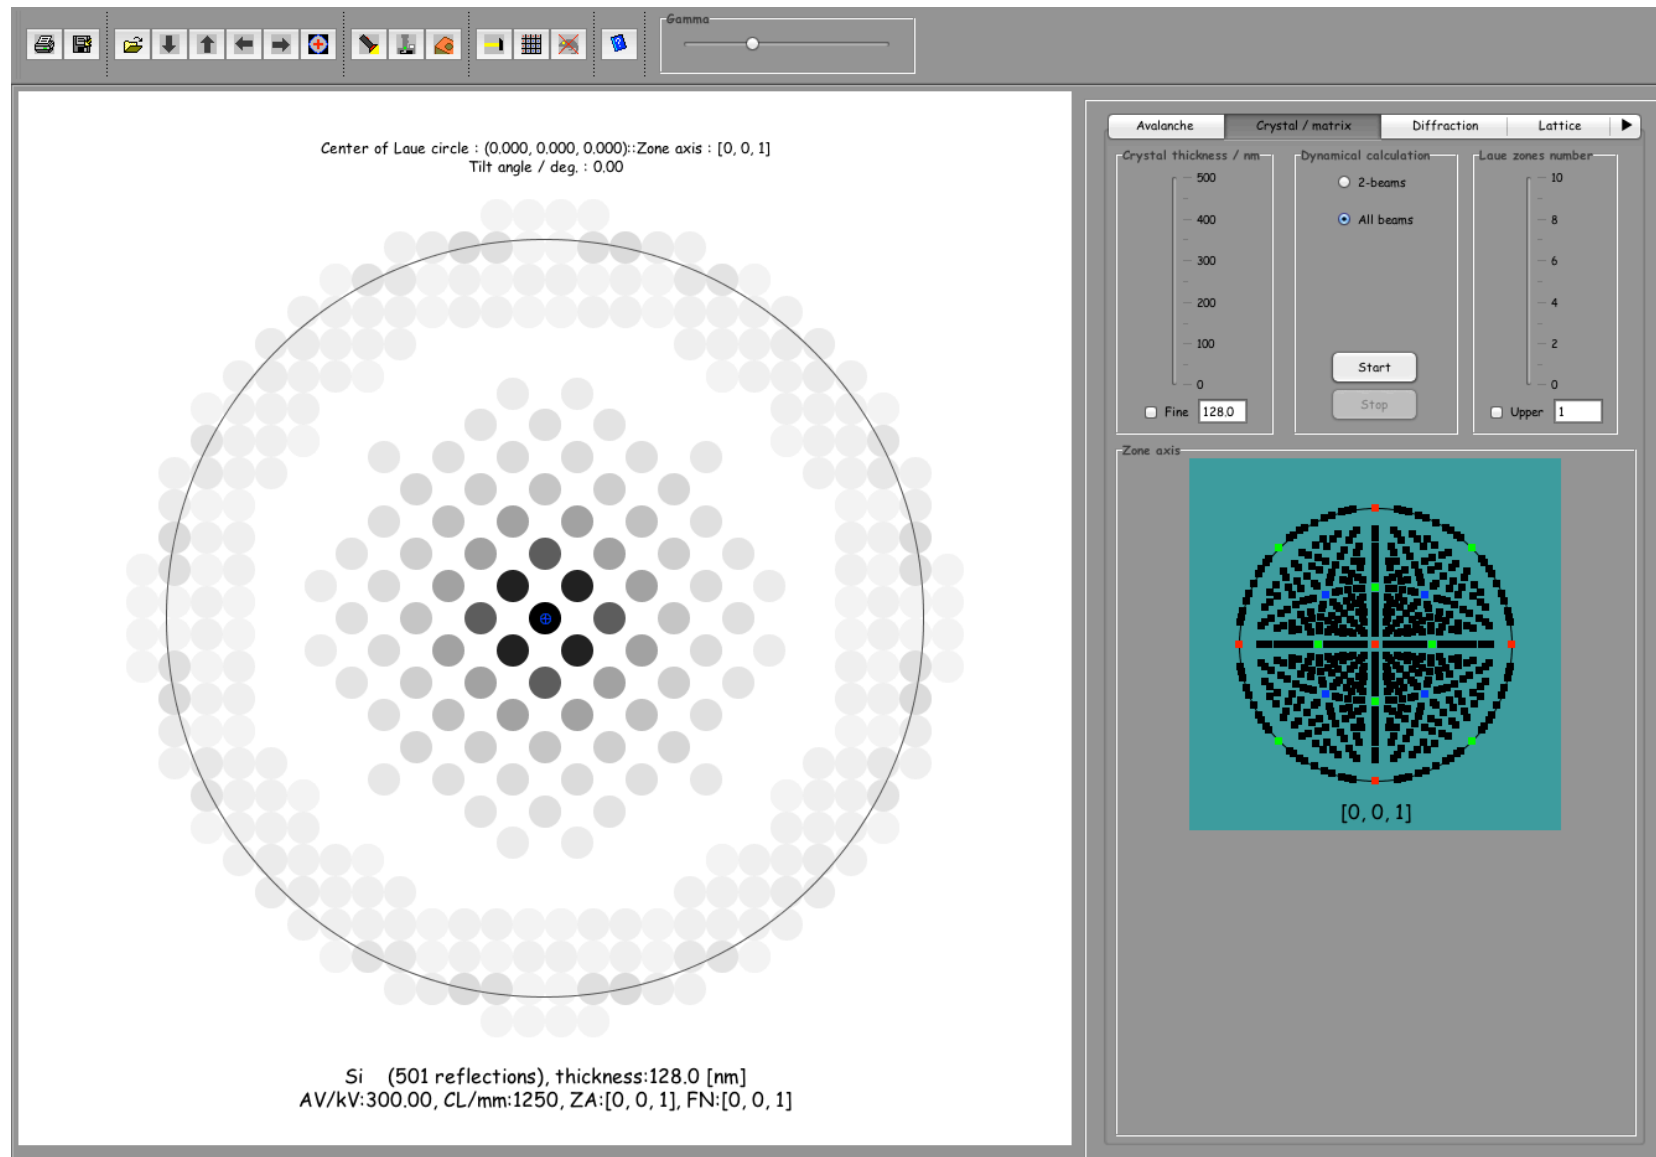 Gamma
Center of Laue circle : (0.000, 0.000, 0.000)::Zone axis : [0, 0, 1]
Tilt angle / deg. : 0.00
Si (501 reflections), thickness:128.0 [nm]
AV/kV:300.00, CL/mm:1250, ZA:[0, 0, 1], FN:[0, 0, 1]
Avalanche Crystal / matrix Diffraction Lattice
Crystal thickness / nm
500
400
300
200
100
0
Fine 128.0
Dynamical calculation
2-beams
All beams
Start
Stop
Laue zones number
10
8
6
4
2
0
Upper 1
Zone axis
[0, 0, 1]